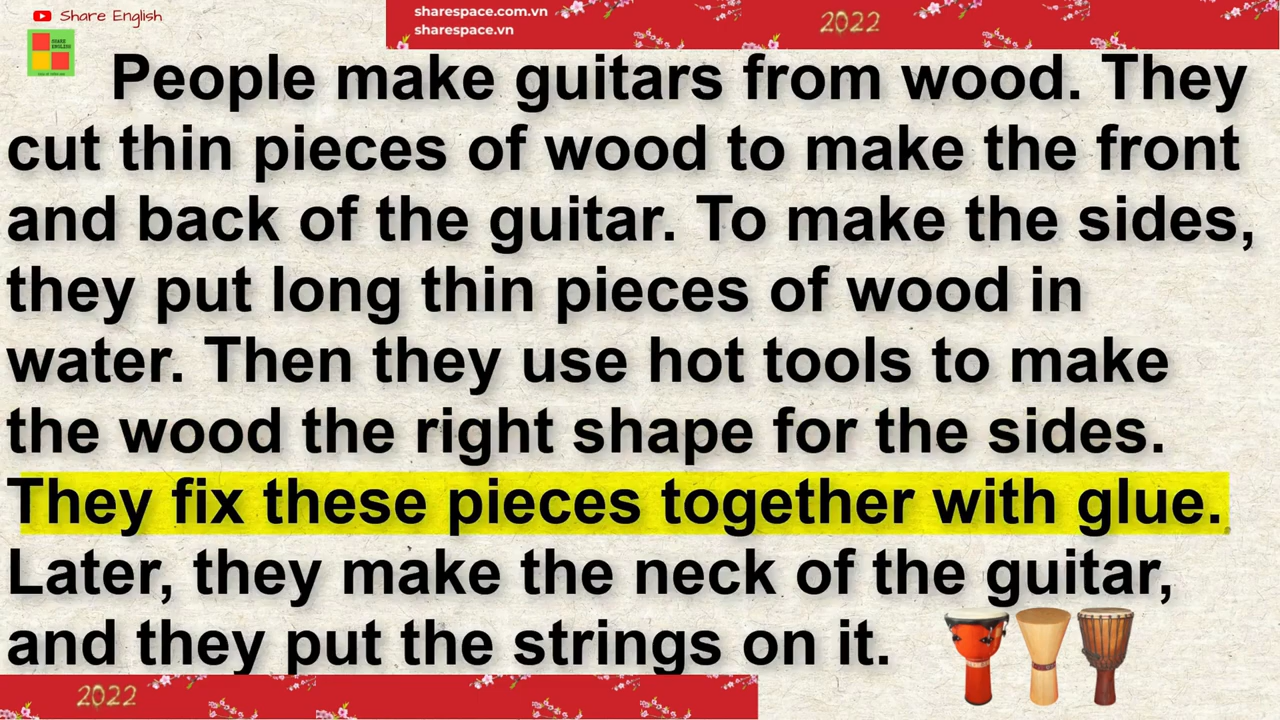 Share English
sharespace.com.vn
sharespace.vn
2022
People make guitars from wood. They
cut thin pieces of wood to make the front
and back of the guitar. To make the sides,
they put long thin pieces of wood in
water. Then they use hot tools to make
the wood the right shape for the sides.
They fix these pieces together with glue.
Later, they make the neck of the guitar,
and they put the strings on it.
2022